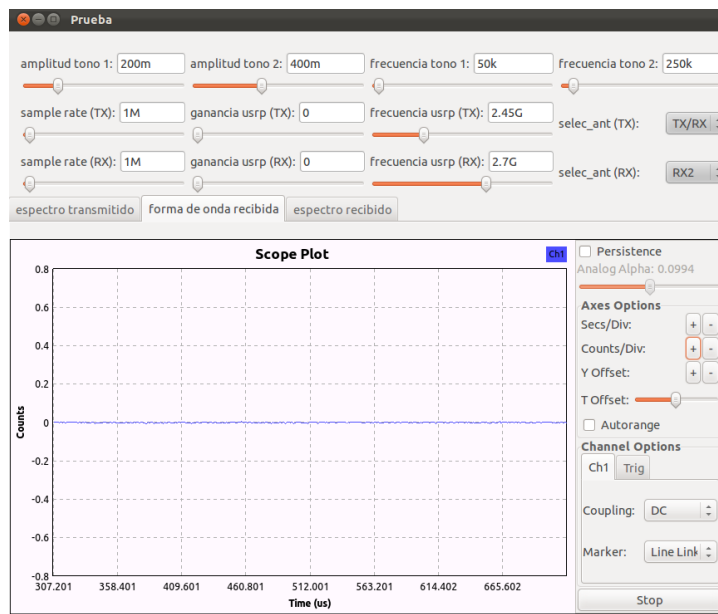 Prueba
amplitud tono 1: 200m amplitud tono 2: 400m frecuencia tono 1: 50k frecuencia tono 2: 250k
sample rate (TX): 1M ganancia usrp (TX): 0 frecuencia usrp (TX): 2.45G selec_ant (TX): TX/RX
sample rate (RX): 1M ganancia usrp (RX): 0 frecuencia usrp (RX): 2.7G selec_ant (RX): RX2
espectro transmitido forma de onda recibida espectro recibido
Scope Plot Ch1
Persistence
Analog Alpha: 0.0994
Axes Options
Secs/Div: + -
Counts/Div: + -
Y Offset: + -
T Offset:
Autorange
Channel Options
Ch1 Trig
Coupling: DC
Marker: Line Link
Stop
Counts
0.8
0.6
0.4
0.2
0
-0.2
-0.4
-0.6
-0.8
307.201 358.401 409.601 460.801 512.001 563.201 614.402 665.602
Time (us)